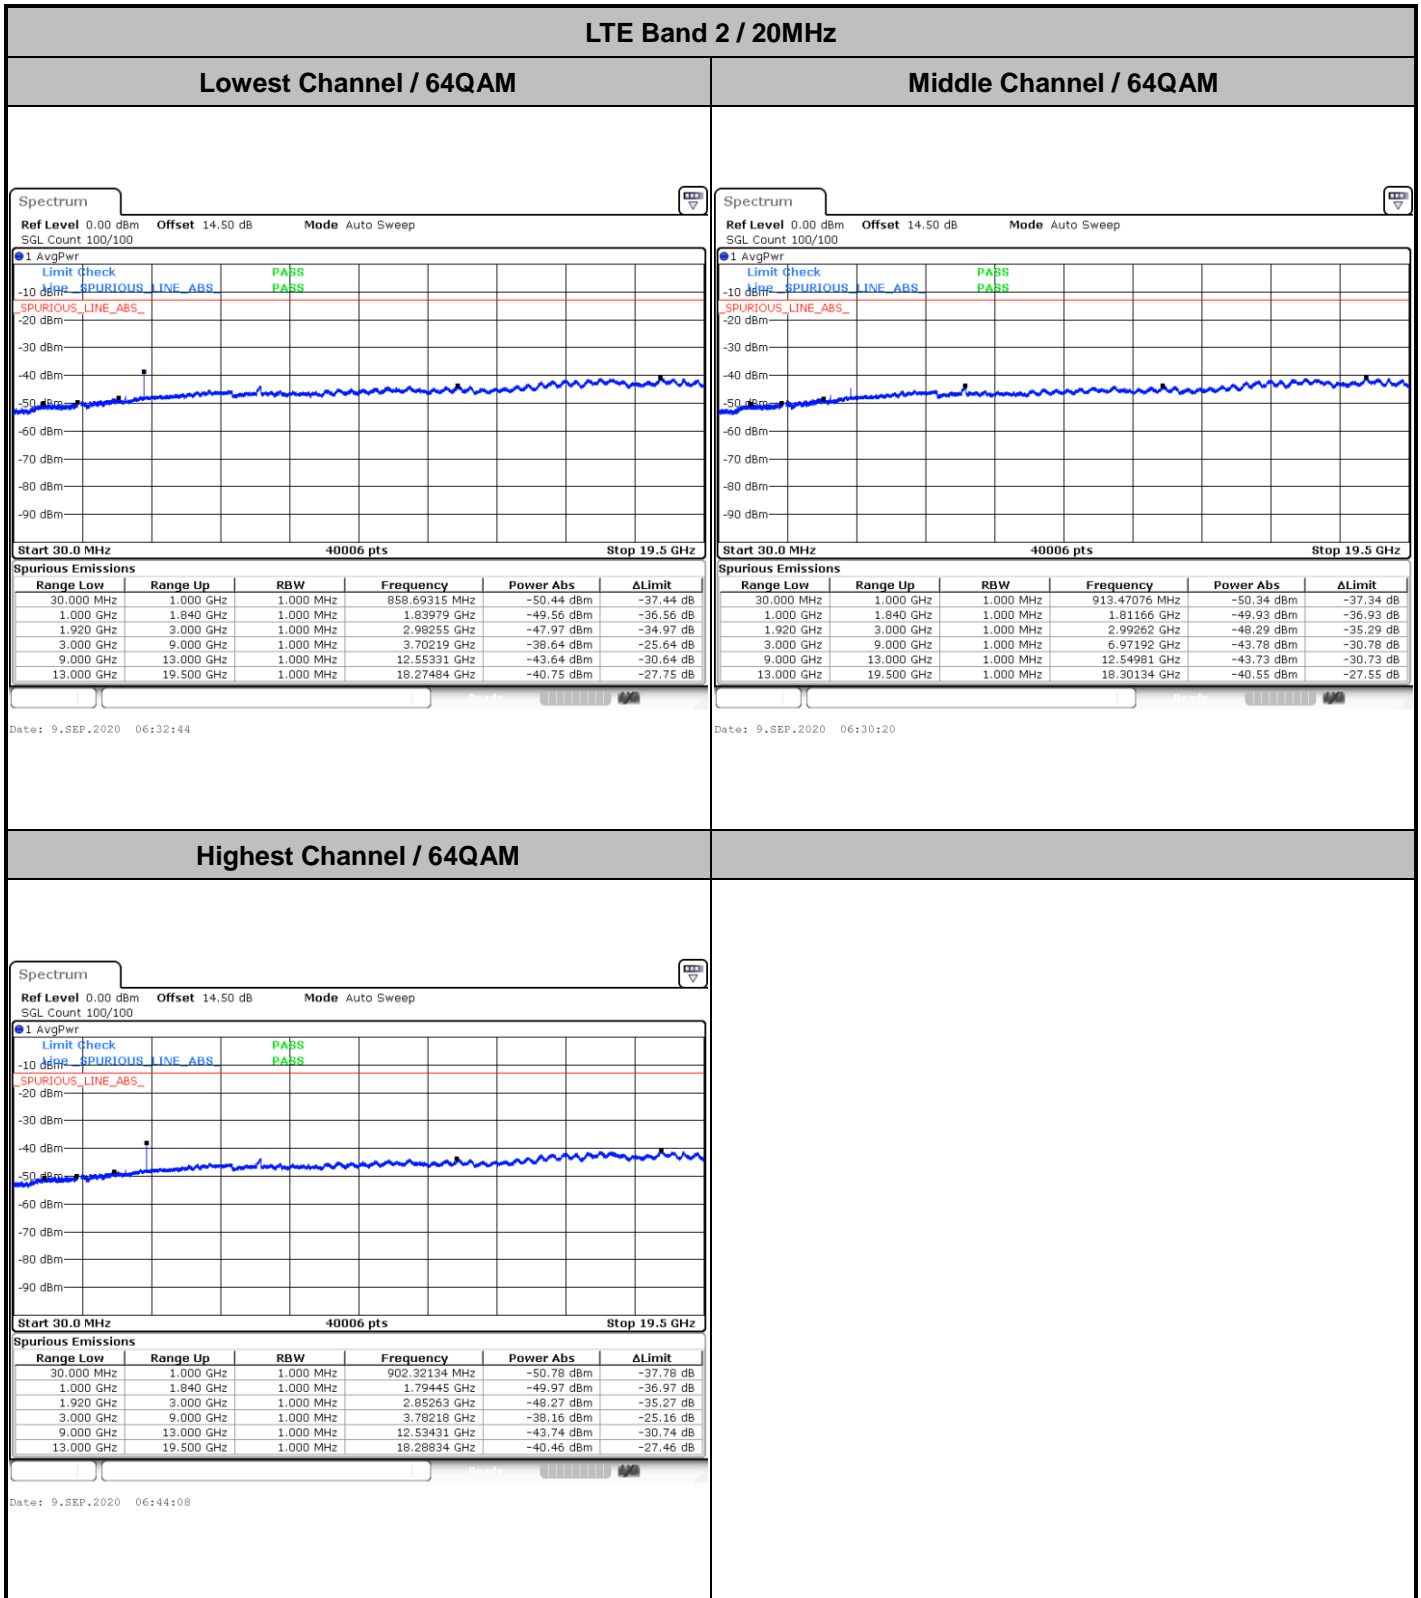 LTE Band 2 / 20MHz
Lowest Channel / 64QAM
Middle Channel / 64QAM
Spectrum
Ref Level 0.00 dBm Offset 14.50 dB Mode Auto Sweep
SGL Count 100/100
1 AvgPwr
Limit Check PASS
Line _SPURIOUS_LINE_ABS_ PASS
-10 dBm
_SPURIOUS_LINE_ABS_
-20 dBm
-30 dBm
-40 dBm
-50 dBm
-60 dBm
-70 dBm
-80 dBm
-90 dBm
Start 30.0 MHz 40006 pts Stop 19.5 GHz
Spurious Emissions
Range Low Range Up RBW Frequency Power Abs ΔLimit
30.000 MHz 1.000 GHz 1.000 MHz 858.69315 MHz -50.44 dBm -37.44 dB
1.000 GHz 1.840 GHz 1.000 MHz 1.83979 GHz -49.56 dBm -36.56 dB
1.920 GHz 3.000 GHz 1.000 MHz 2.98255 GHz -47.97 dBm -34.97 dB
3.000 GHz 9.000 GHz 1.000 MHz 3.70219 GHz -38.64 dBm -25.64 dB
9.000 GHz 13.000 GHz 1.000 MHz 12.55331 GHz -43.64 dBm -30.64 dB
13.000 GHz 19.500 GHz 1.000 MHz 18.27484 GHz -40.75 dBm -27.75 dB
Ready
Date: 9.SEP.2020 06:32:44
Spectrum
Ref Level 0.00 dBm Offset 14.50 dB Mode Auto Sweep
SGL Count 100/100
1 AvgPwr
Limit Check PASS
Line _SPURIOUS_LINE_ABS_ PASS
-10 dBm
_SPURIOUS_LINE_ABS_
-20 dBm
-30 dBm
-40 dBm
-50 dBm
-60 dBm
-70 dBm
-80 dBm
-90 dBm
Start 30.0 MHz 40006 pts Stop 19.5 GHz
Spurious Emissions
Range Low Range Up RBW Frequency Power Abs ΔLimit
30.000 MHz 1.000 GHz 1.000 MHz 913.47076 MHz -50.34 dBm -37.34 dB
1.000 GHz 1.840 GHz 1.000 MHz 1.81166 GHz -49.93 dBm -36.93 dB
1.920 GHz 3.000 GHz 1.000 MHz 2.99262 GHz -48.29 dBm -35.29 dB
3.000 GHz 9.000 GHz 1.000 MHz 6.97192 GHz -43.78 dBm -30.78 dB
9.000 GHz 13.000 GHz 1.000 MHz 12.54981 GHz -43.73 dBm -30.73 dB
13.000 GHz 19.500 GHz 1.000 MHz 18.30134 GHz -40.55 dBm -27.55 dB
Ready
Date: 9.SEP.2020 06:30:20
Highest Channel / 64QAM
Spectrum
Ref Level 0.00 dBm Offset 14.50 dB Mode Auto Sweep
SGL Count 100/100
1 AvgPwr
Limit Check PASS
Line _SPURIOUS_LINE_ABS_ PASS
-10 dBm
_SPURIOUS_LINE_ABS_
-20 dBm
-30 dBm
-40 dBm
-50 dBm
-60 dBm
-70 dBm
-80 dBm
-90 dBm
Start 30.0 MHz 40006 pts Stop 19.5 GHz
Spurious Emissions
Range Low Range Up RBW Frequency Power Abs ΔLimit
30.000 MHz 1.000 GHz 1.000 MHz 902.32134 MHz -50.78 dBm -37.78 dB
1.000 GHz 1.840 GHz 1.000 MHz 1.79445 GHz -49.97 dBm -36.97 dB
1.920 GHz 3.000 GHz 1.000 MHz 2.85263 GHz -48.27 dBm -35.27 dB
3.000 GHz 9.000 GHz 1.000 MHz 3.78218 GHz -38.16 dBm -25.16 dB
9.000 GHz 13.000 GHz 1.000 MHz 12.53431 GHz -43.74 dBm -30.74 dB
13.000 GHz 19.500 GHz 1.000 MHz 18.28834 GHz -40.46 dBm -27.46 dB
Ready
Date: 9.SEP.2020 06:44:08